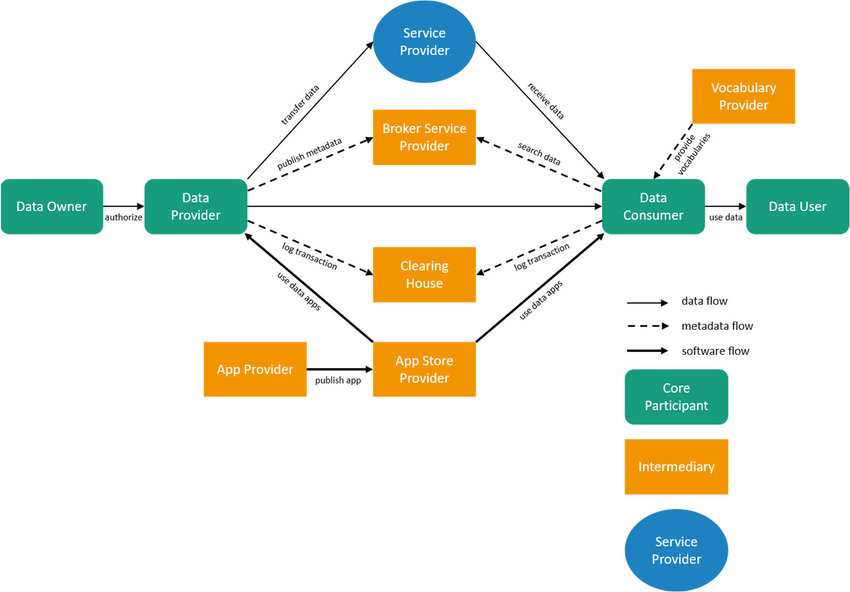 Service
Provider
transfer data
receive data
Vocabulary
Provider
Broker Service
Provider
publish metadata
search data
provide
vocabularies
Data Owner
authorize
Data
Provider
Data
Consumer
use data
Data User
log transaction
Clearing
House
log transaction
use data apps
use data apps
App Provider
publish app
App Store
Provider
data flow
metadata flow
software flow
Core
Participant
Intermediary
Service
Provider